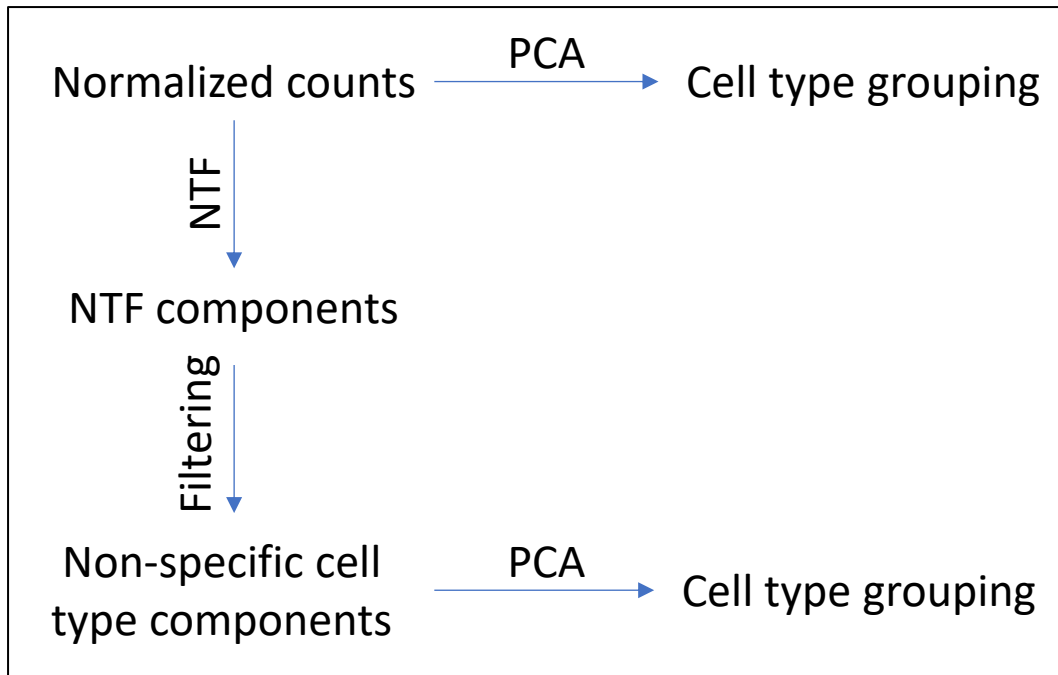 PCA
Normalized counts
Cell type grouping
NTF
NTF components
Filtering
Non-specific cell
type components
PCA
Cell type grouping